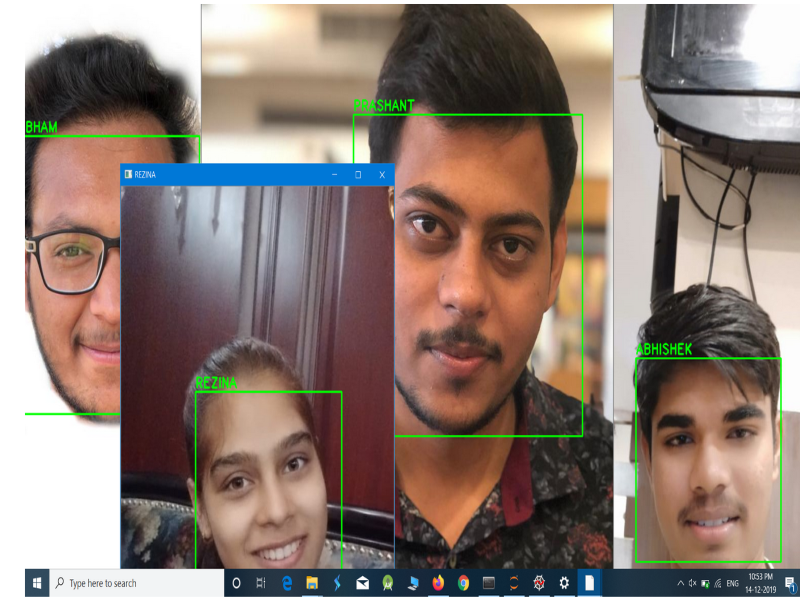 PRASHANT
BHAM
REZINA
ABHISHEK
REZINA
Type here to search
ENG
10:53 PM
14-12-2019